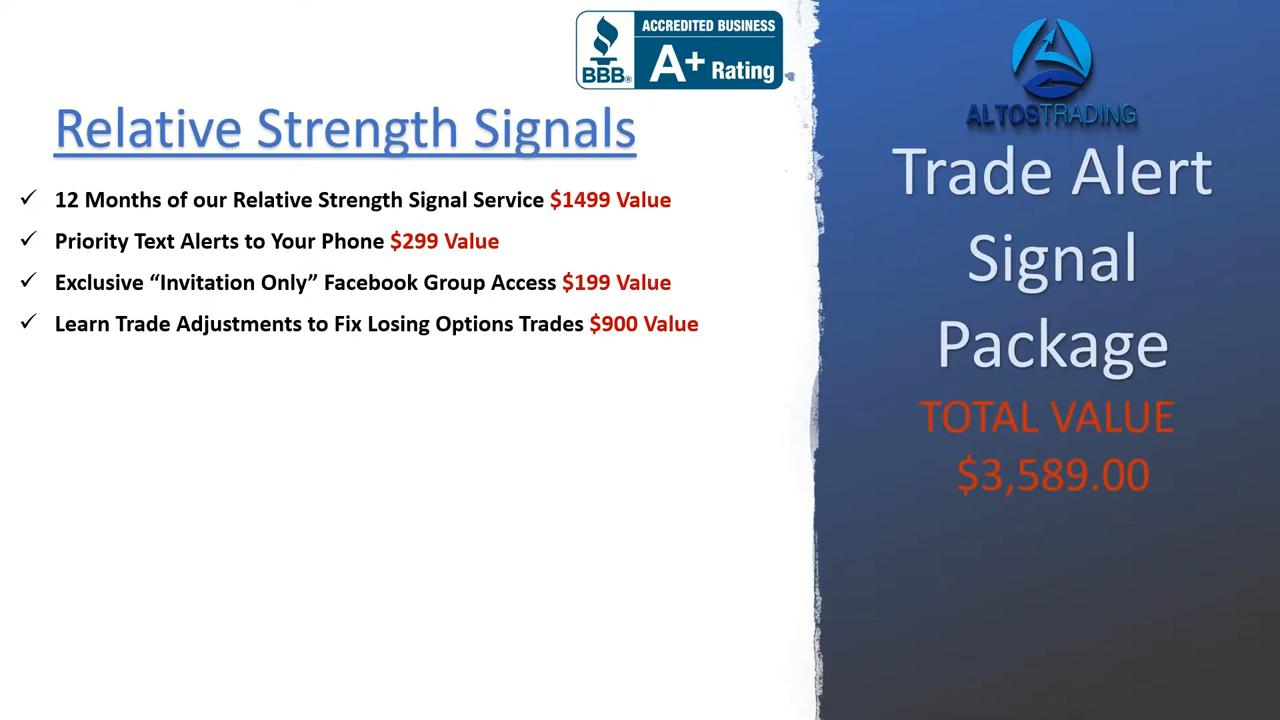 ACCREDITED BUSINESS
BBB®
A+ Rating
Relative Strength Signals
✓ 12 Months of our Relative Strength Signal Service $1499 Value
✓ Priority Text Alerts to Your Phone $299 Value
✓ Exclusive “Invitation Only” Facebook Group Access $199 Value
✓ Learn Trade Adjustments to Fix Losing Options Trades $900 Value
ALTOSTRADING
Trade Alert
Signal
Package
TOTAL VALUE
$3,589.00